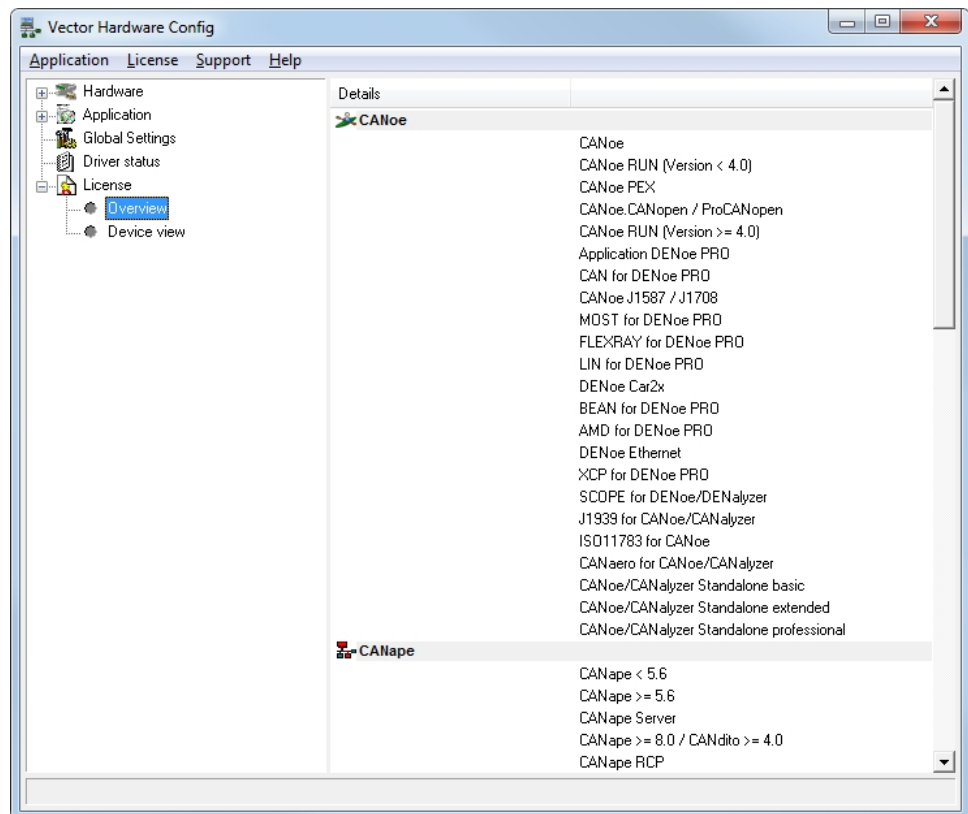 Vector Hardware Config
Application License Support Help
Hardware
Application
Global Settings
Driver status
License
Overview
Device view
Details
CANoe
CANoe
CANoe RUN (Version < 4.0)
CANoe PEX
CANoe.CANopen / ProCANopen
CANoe RUN (Version >= 4.0)
Application DENoe PRO
CAN for DENoe PRO
CANoe J1587 / J1708
MOST for DENoe PRO
FLEXRAY for DENoe PRO
LIN for DENoe PRO
DENoe Car2x
BEAN for DENoe PRO
AMD for DENoe PRO
DENoe Ethernet
XCP for DENoe PRO
SCOPE for DENoe/DENalyzer
J1939 for CANoe/CANalyzer
ISO11783 for CANoe
CANaero for CANoe/CANalyzer
CANoe/CANalyzer Standalone basic
CANoe/CANalyzer Standalone extended
CANoe/CANalyzer Standalone professional
CANape
CANape < 5.6
CANape >= 5.6
CANape Server
CANape >= 8.0 / CANdito >= 4.0
CANape RCP